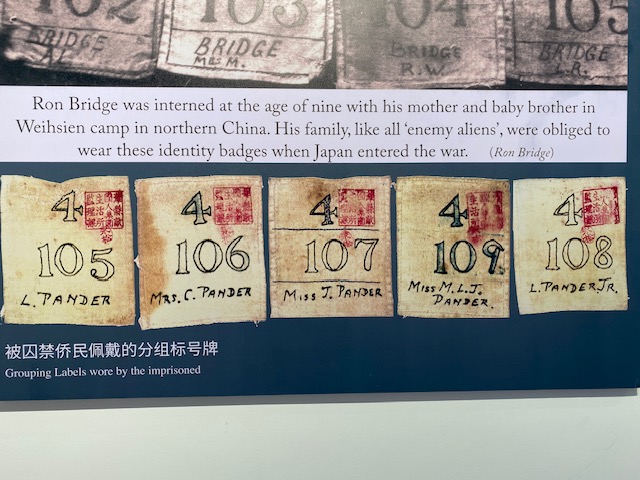 102 103 104 105
BRIDGE BRIDGE BRIDGE BRIDGE
MRS M. R.W. L.R.
Ron Bridge was interned at the age of nine with his mother and baby brother in
Weihsien camp in northern China. His family, like all ‘enemy aliens’, were obliged to
wear these identity badges when Japan entered the war. (Ron Bridge)
4
105
L. PANDER
4
106
MRS. C. PANDER
4
107
MISS J. PANDER
4
109
MISS M.L.J.
PANDER.
4
108
L. PANDER JR.
被囚禁侨民佩戴的分组标号牌
Grouping Labels wore by the imprisoned